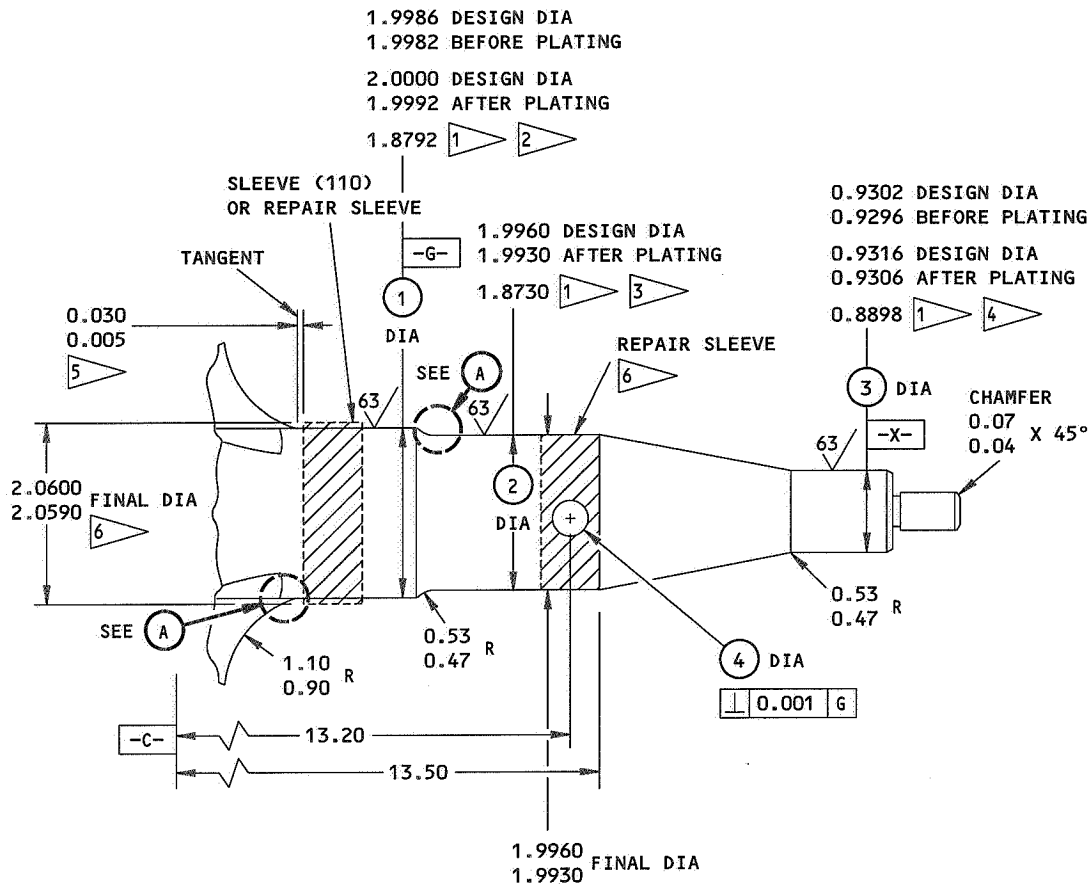 1.9986 DESIGN DIA
1.9982 BEFORE PLATING
2.0000 DESIGN DIA
1.9992 AFTER PLATING
1.8792 1 2
SLEEVE (110)
OR REPAIR SLEEVE
-G-
1.9960 DESIGN DIA
1.9930 AFTER PLATING
1.8730 1 3
0.9302 DESIGN DIA
0.9296 BEFORE PLATING
0.9316 DESIGN DIA
0.9306 AFTER PLATING
0.8898 1 4
TANGENT
1
DIA
0.030
0.005
5
REPAIR SLEEVE
6
SEE A
63
63
3 DIA
-X-
63
CHAMFER
0.07
0.04 X 45°
2.0600
2.0590 FINAL DIA
6
2
DIA
SEE A
1.10
0.90 R
0.53
0.47 R
0.53
0.47 R
4 DIA
⊥ 0.001 G
-C-
13.20
13.50
1.9960
1.9930 FINAL DIA